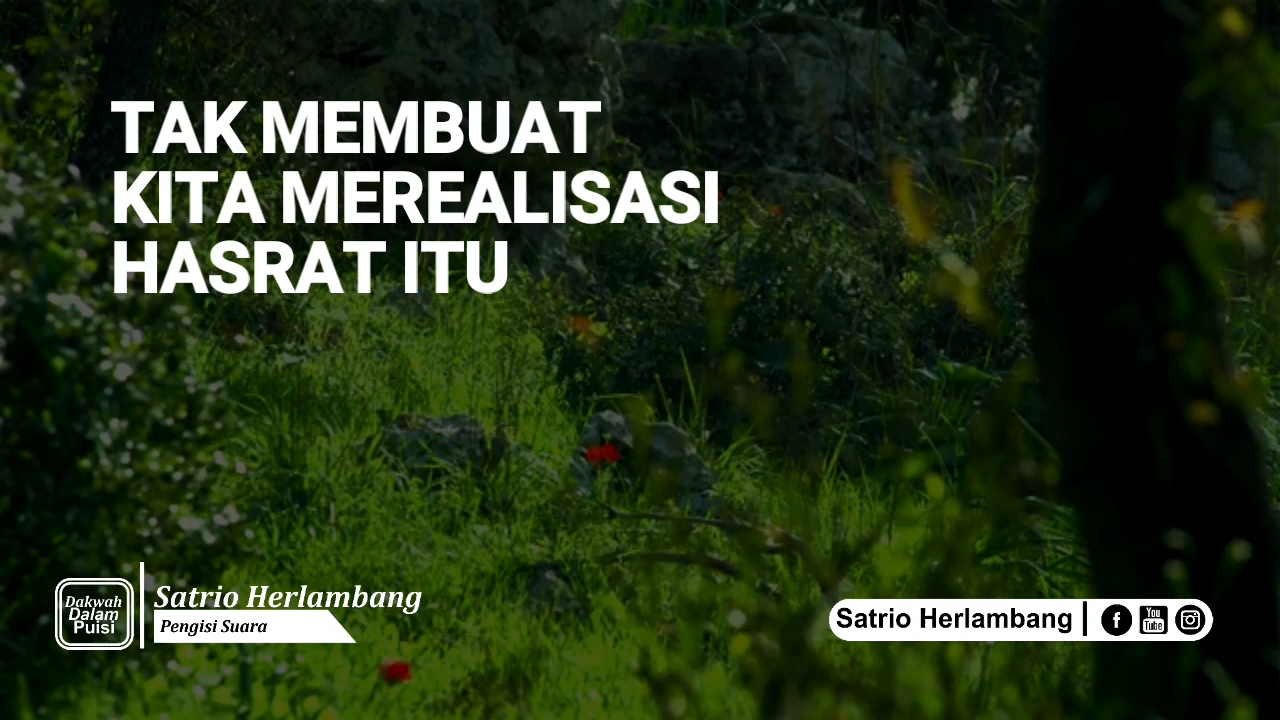 TAK MEMBUAT
KITA MEREALISASI
HASRAT ITU
Dakwah
Dalam
Puisi
Satrio Herlambang
Pengisi Suara
Satrio Herlambang
You
Tube